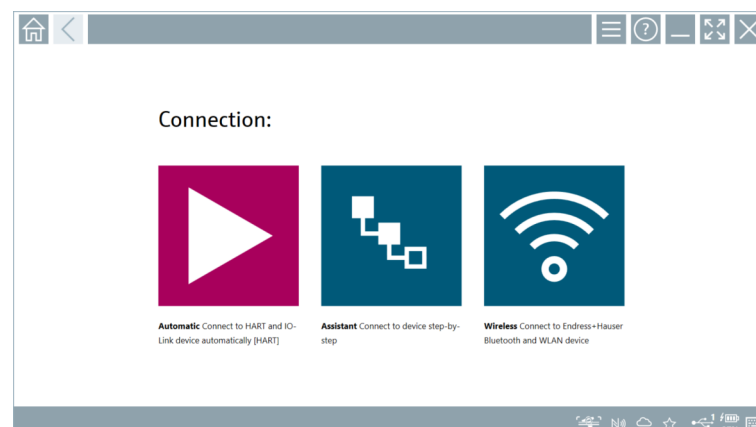 ?
Connection:
Automatic Connect to HART and IO-
Link device automatically [HART]
Assistant Connect to device step-by-
step
Wireless Connect to Endress+Hauser
Bluetooth and WLAN device
1